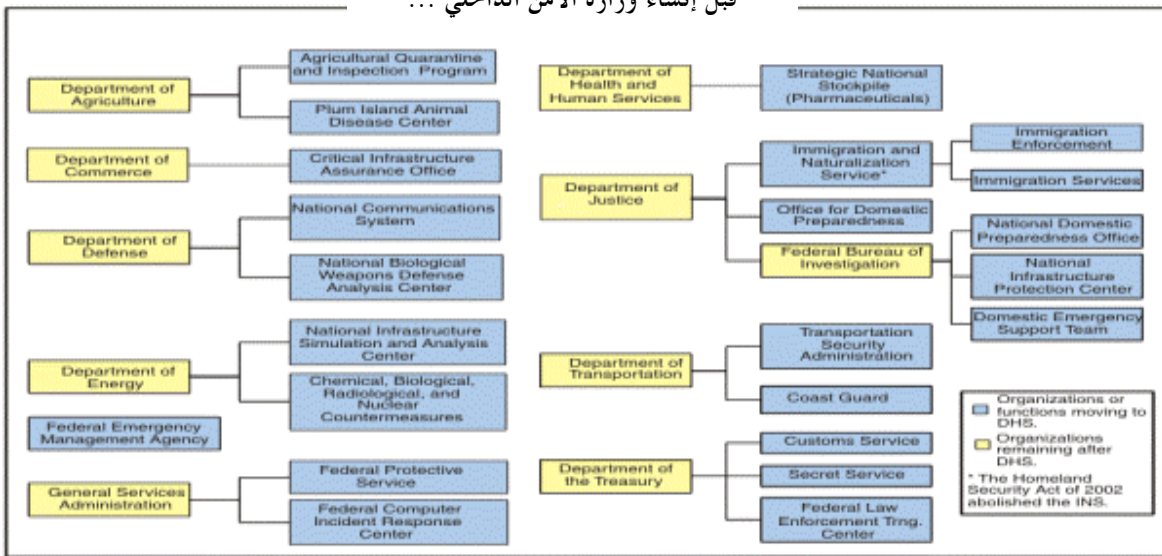 قبل إنشاء وزارة الأمن الداخلي ...
Department of
Agriculture
Agricultural Quarantine
and Inspection Program
Plum Island Animal
Disease Center
Department of
Commerce
Critical Infrastructure
Assurance Office
Department of
Defense
National Communications
System
National Biological
Weapons Defense
Analysis Center
Department of
Energy
National Infrastructure
Simulation and Analysis
Center
Chemical, Biological,
Radiological, and
Nuclear
Countermeasures
Federal Emergency
Management Agency
General Services
Administration
Federal Protective
Service
Federal Computer
Incident Response
Center
Department of
Health and
Human Services
Strategic National
Stockpile
(Pharmaceuticals)
Department of
Justice
Immigration and
Naturalization
Service*
Immigration
Enforcement
Immigration Services
Office for Domestic
Preparedness
Federal Bureau of
Investigation
National Domestic
Preparedness Office
National
Infrastructure
Protection Center
Domestic Emergency
Support Team
Department of
Transportation
Transportation
Security
Administration
Coast Guard
Department of
the Treasury
Customs Service
Secret Service
Federal Law
Enforcement Trng.
Center
Organizations or
functions moving to
DHS.
Organizations
remaining after
DHS.
* The Homeland
Security Act of 2002
abolished the INS.